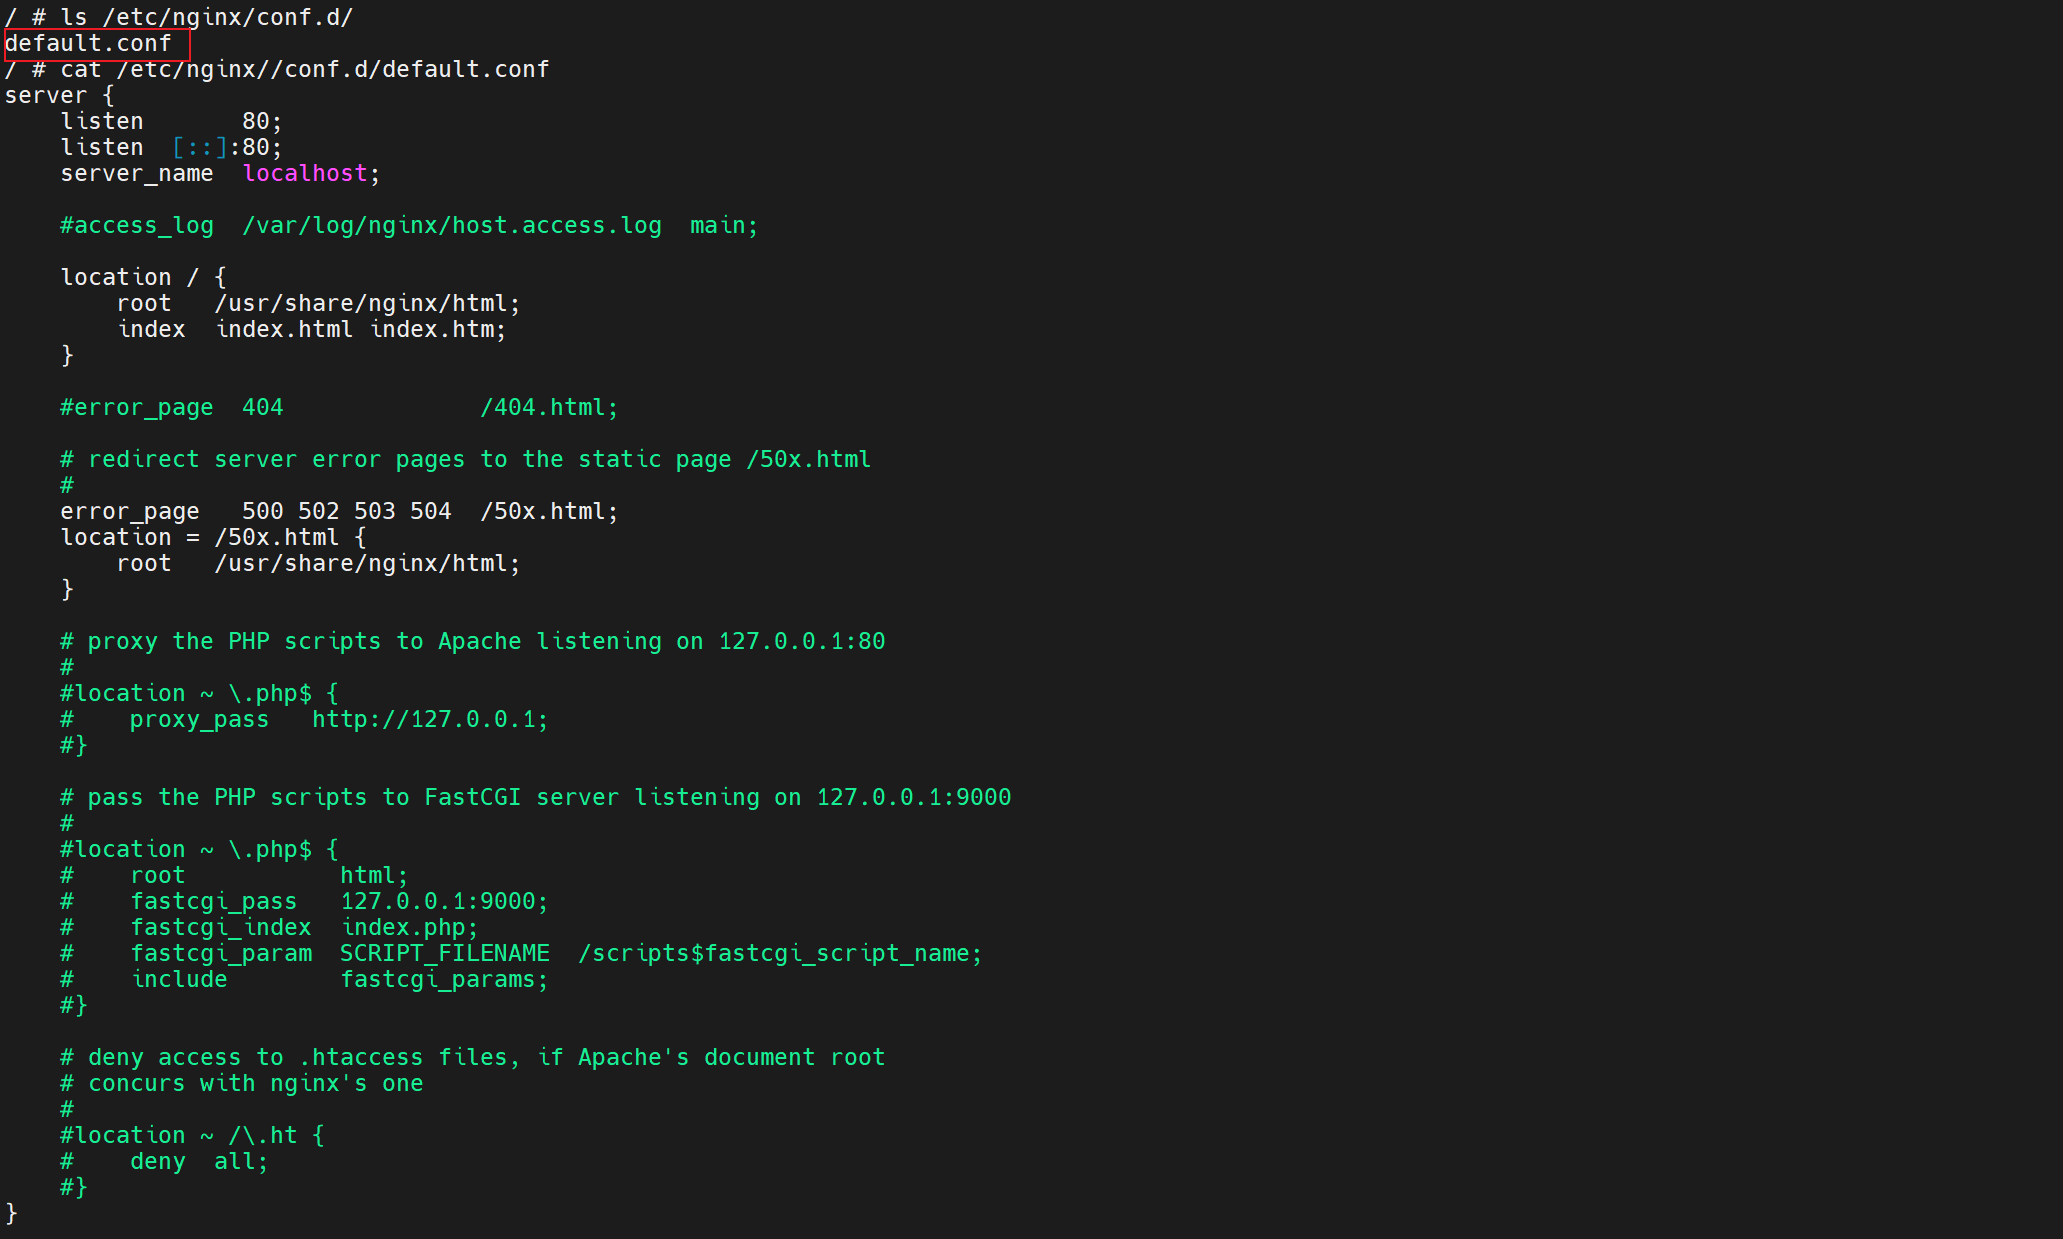 / # ls /etc/nginx/conf.d/
default.conf
/ # cat /etc/nginx//conf.d/default.conf
server {
    listen       80;
    listen  [::]:80;
    server_name  localhost;

    #access_log  /var/log/nginx/host.access.log  main;

    location / {
        root   /usr/share/nginx/html;
        index  index.html index.htm;
    }

    #error_page  404              /404.html;

    # redirect server error pages to the static page /50x.html
    #
    error_page   500 502 503 504  /50x.html;
    location = /50x.html {
        root   /usr/share/nginx/html;
    }

    # proxy the PHP scripts to Apache listening on 127.0.0.1:80
    #
    #location ~ \.php$ {
    #    proxy_pass   http://127.0.0.1;
    #}

    # pass the PHP scripts to FastCGI server listening on 127.0.0.1:9000
    #
    #location ~ \.php$ {
    #    root           html;
    #    fastcgi_pass   127.0.0.1:9000;
    #    fastcgi_index  index.php;
    #    fastcgi_param  SCRIPT_FILENAME  /scripts$fastcgi_script_name;
    #    include        fastcgi_params;
    #}

    # deny access to .htaccess files, if Apache's document root
    # concurs with nginx's one
    #
    #location ~ /\.ht {
    #    deny  all;
    #}
}